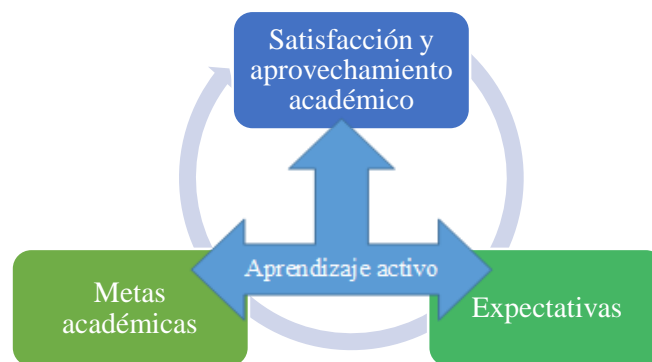 Satisfacción y
aprovechamiento
académico
Aprendizaje activo
Metas
académicas
Expectativas